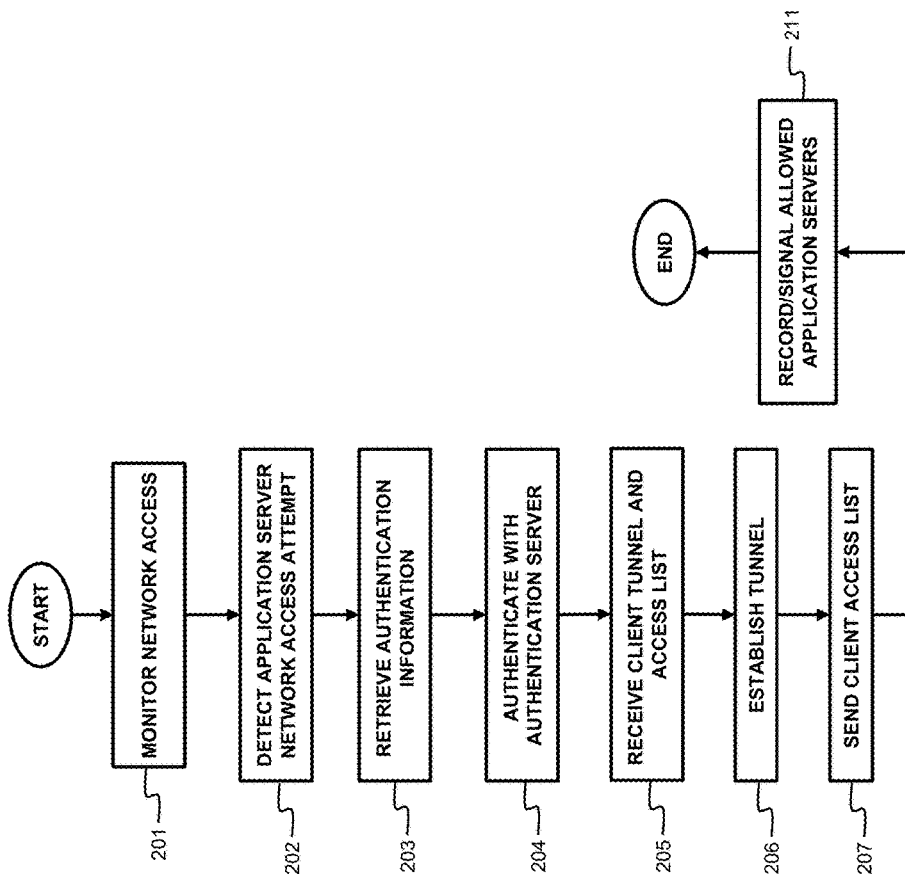 START
MONITOR NETWORK ACCESS
201
DETECT APPLICATION SERVER
NETWORK ACCESS ATTEMPT
202
RETRIEVE AUTHENTICATION
INFORMATION
203
AUTHENTICATE WITH
AUTHENTICATION SERVER
204
RECEIVE CLIENT TUNNEL AND
ACCESS LIST
205
ESTABLISH TUNNEL
206
SEND CLIENT ACCESS LIST
207
END
RECORD/SIGNAL ALLOWED
APPLICATION SERVERS
211